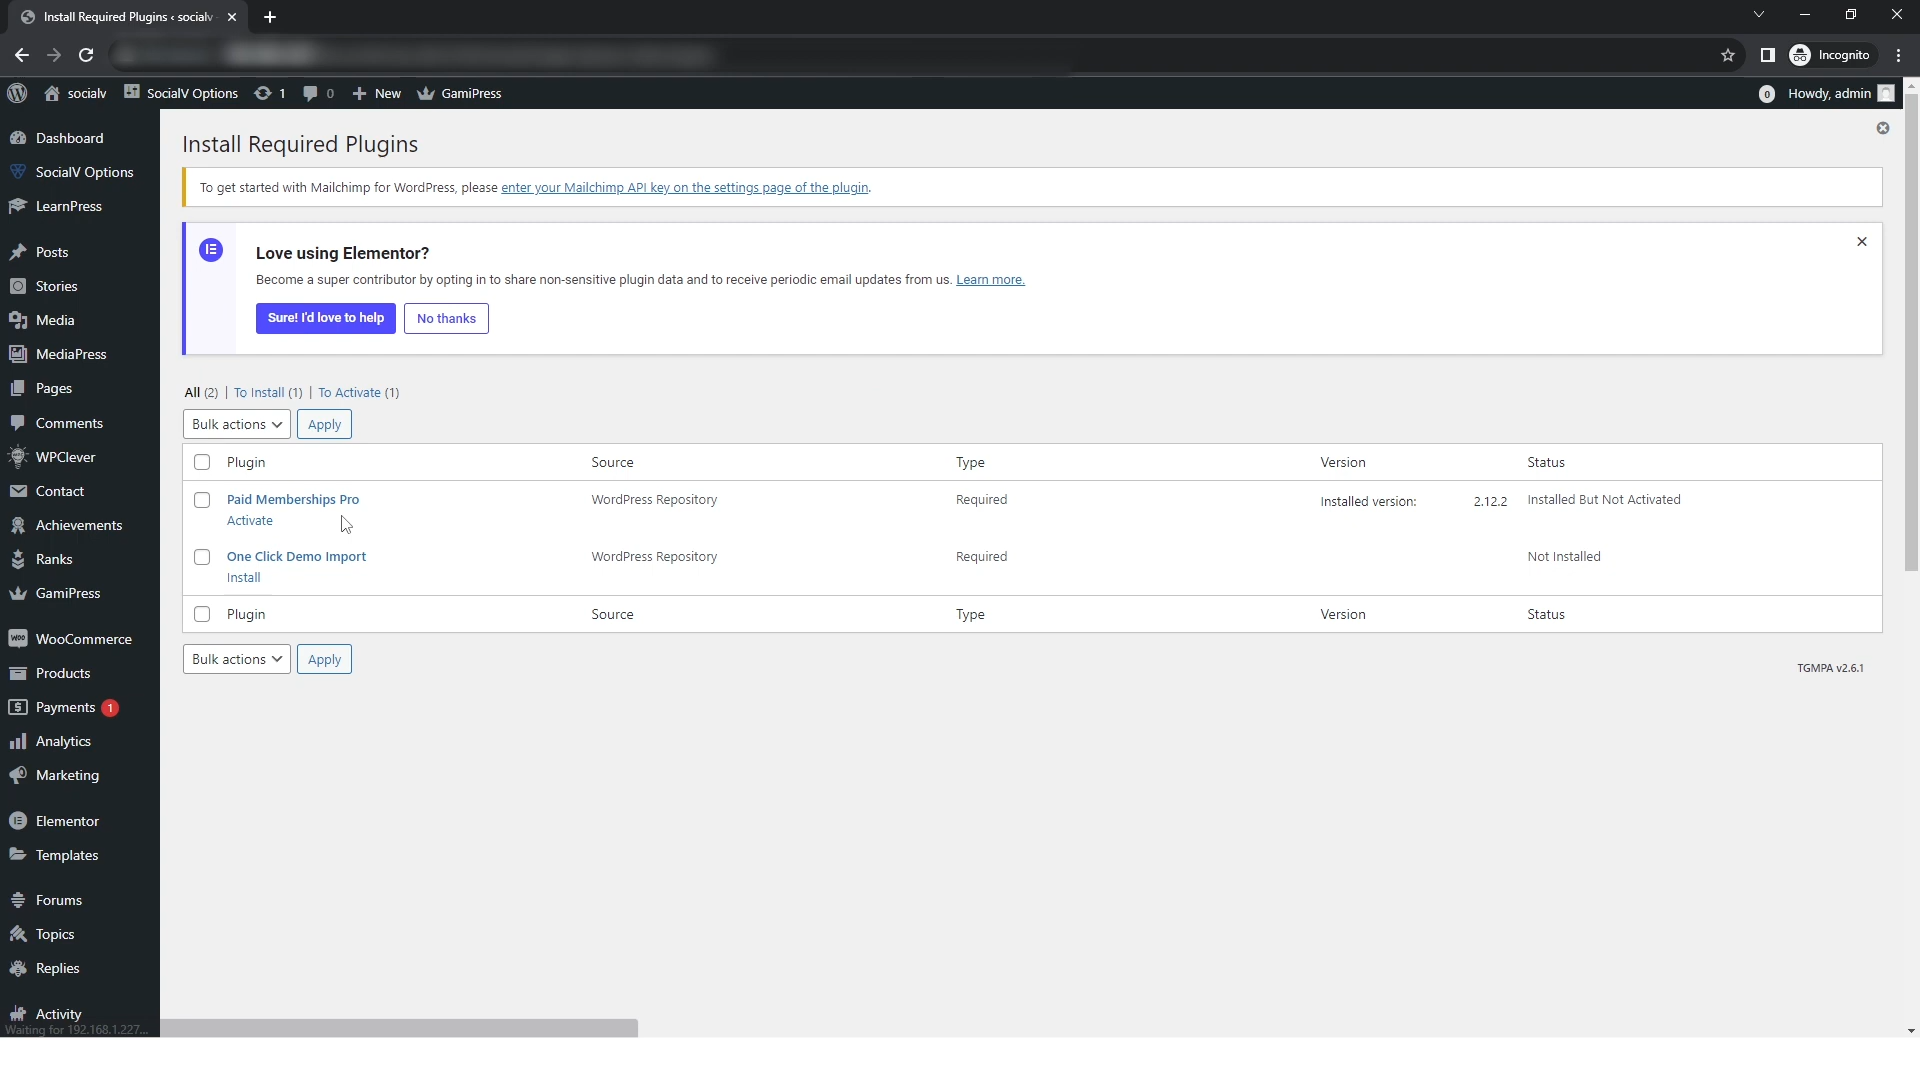 Install Required Plugins ‹ socialv
Incognito
socialv
SocialV Options
1
0
New
GamiPress
0
Howdy, admin
Dashboard
SocialV Options
LearnPress
Posts
Stories
Media
MediaPress
Pages
Comments
WPClever
Contact
Achievements
Ranks
GamiPress
WooCommerce
Products
Payments 1
Analytics
Marketing
Elementor
Templates
Forums
Topics
Replies
Activity
Waiting for 192.168.1.227...
Install Required Plugins
To get started with Mailchimp for WordPress, please enter your Mailchimp API key on the settings page of the plugin.
Love using Elementor?
Become a super contributor by opting in to share non-sensitive plugin data and to receive periodic email updates from us. Learn more.
Sure! I'd love to help
No thanks
All (2) | To Install (1) | To Activate (1)
Bulk actions
Apply
Plugin Source Type Version Status
Paid Memberships Pro WordPress Repository Required Installed version: 2.12.2 Installed But Not Activated
Activate
One Click Demo Import WordPress Repository Required Not Installed
Install
Plugin Source Type Version Status
Bulk actions
Apply
TGMPA v2.6.1